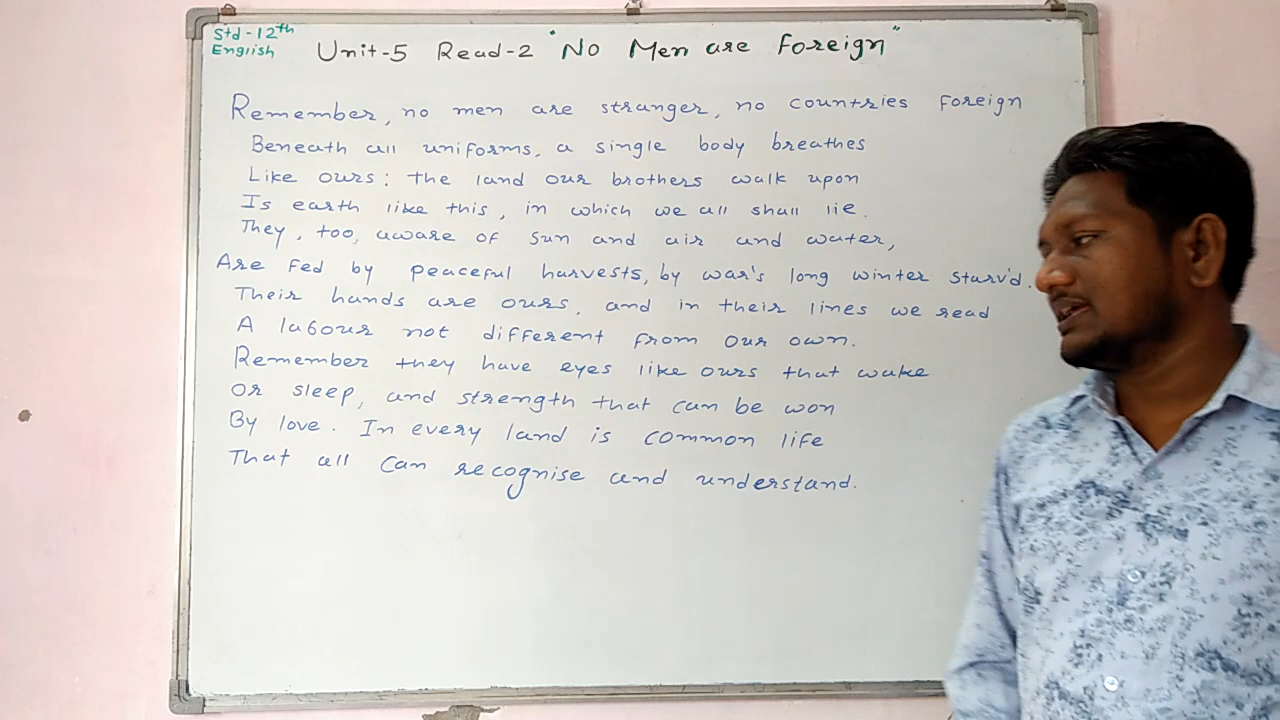 Std-12th
English
Unit-5 Read-2 "No Men are Foreign"
Remember, no men are stranger, no countries foreign
Beneath all uniforms, a single body breathes
Like ours: the land our brothers walk upon
Is earth like this, in which we all shall lie.
They, too, aware of sun and air and water,
Are fed by peaceful harvests, by war's long winter starv'd.
Their hands are ours, and in their lines we read
A labour not different from our own.
Remember they have eyes like ours that wake
Or sleep, and strength that can be won
By love. In every land is common life
That all can recognise and understand.